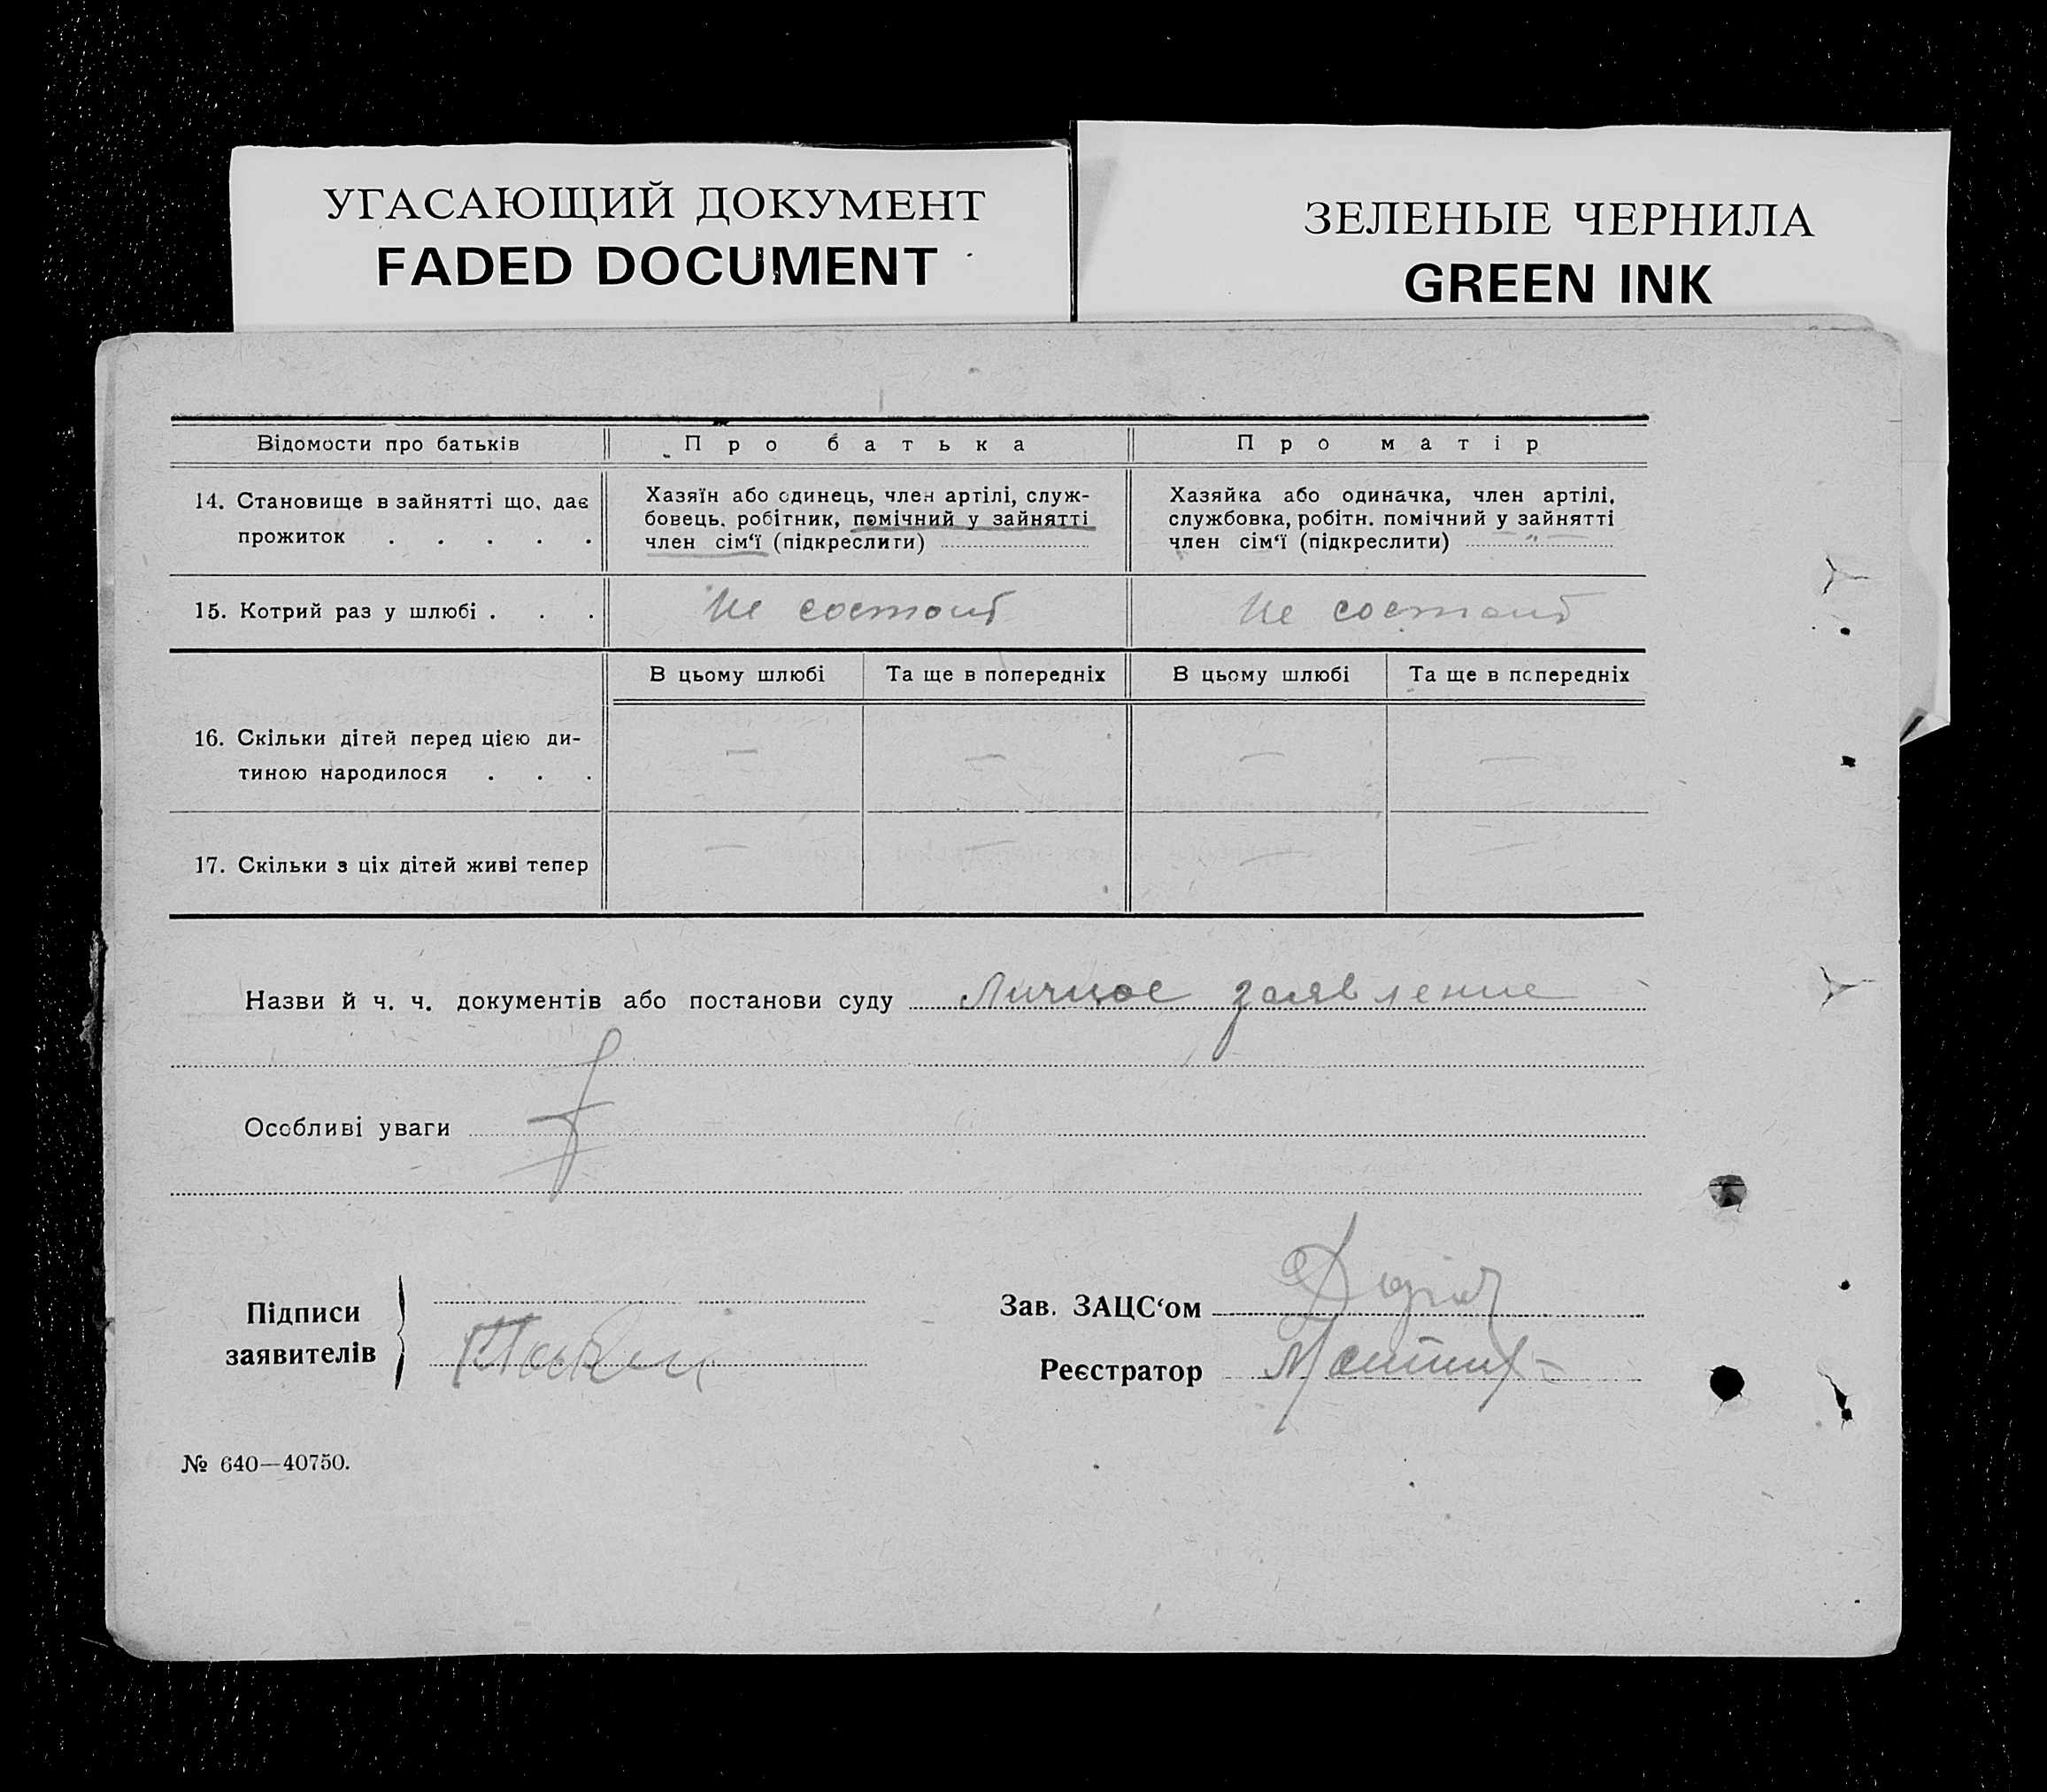 УГАСАЮЩИЙ ДОКУМЕНТ
FADED DOCUMENT
ЗЕЛЕНЫЕ ЧЕРНИЛА
GREEN INK
Відомости про батьків Про батька Про матір
14. Становище в зайнятті що, дає прожиток . . . . .
Хазяїн або одинець, член артілі, служ-
бовець. робітник, помічний у зайнятті
член сім‘ї (підкреслити)
Хазяйка або одиначка, член артілі,
службовка, робітн. помічний у зайнятті
член сім‘ї (підкреслити) "
15. Котрий раз у шлюбі . . . Не состоит Не состоит
В цьому шлюбі Та ще в попередніх В цьому шлюбі Та ще в попередніх
16. Скільки дітей перед цією ди-
тиною народилося . . . — — — —
17. Скільки з ціх дітей живі тепер — — — —
Назви й ч. ч. документів або постанови суду Личное заявление
Особливі уваги
Підписи
заявителів
Зав. ЗАЦС‘ом
Реєстратор
№ 640—40750.